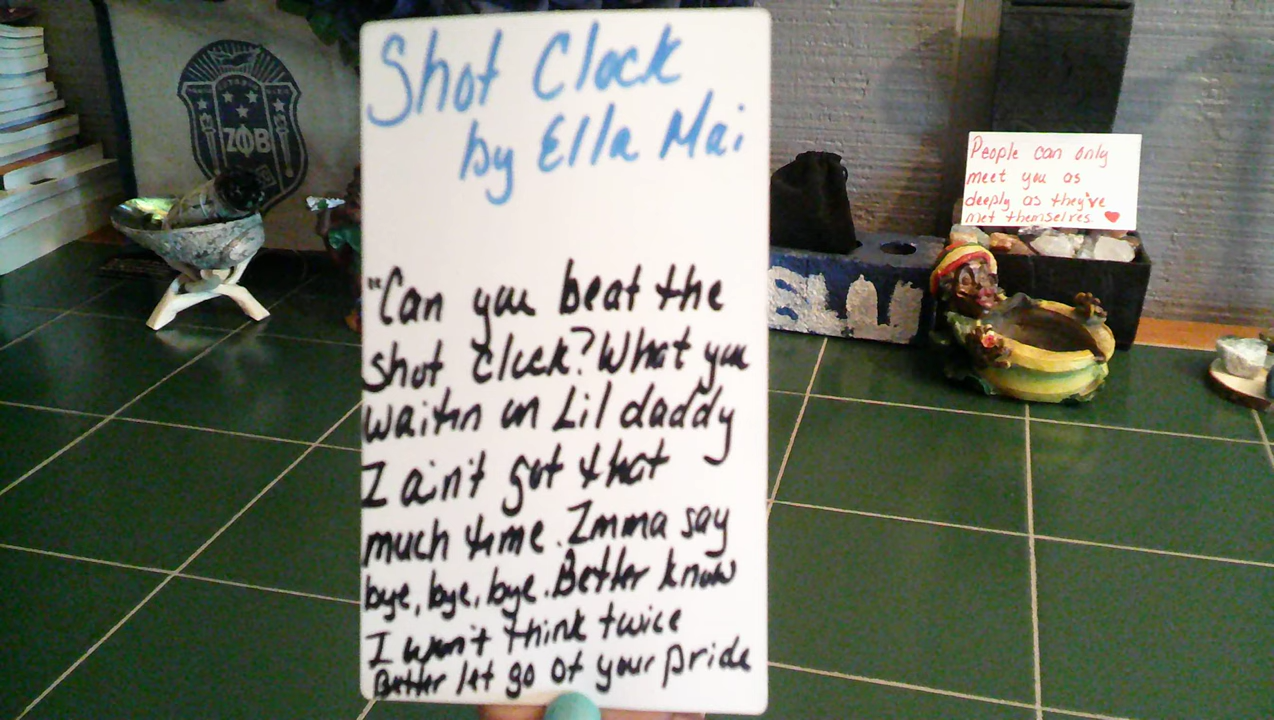 Shot Clock
by Ella Mai
"Can you beat the
shot clock? What you
waitin on Lil daddy
I ain't got that
much time. Imma say
bye, bye, bye. Better know
I won't think twice
Better let go of your pride
People can only
meet you as
deeply as they've
met themselves.
ΖΦΒ